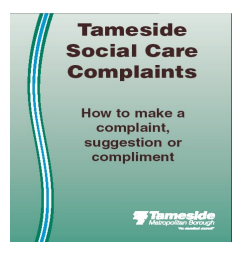 Tameside
Social Care
Complaints
How to make a
complaint,
suggestion or
compliment
Tameside
Metropolitan Borough